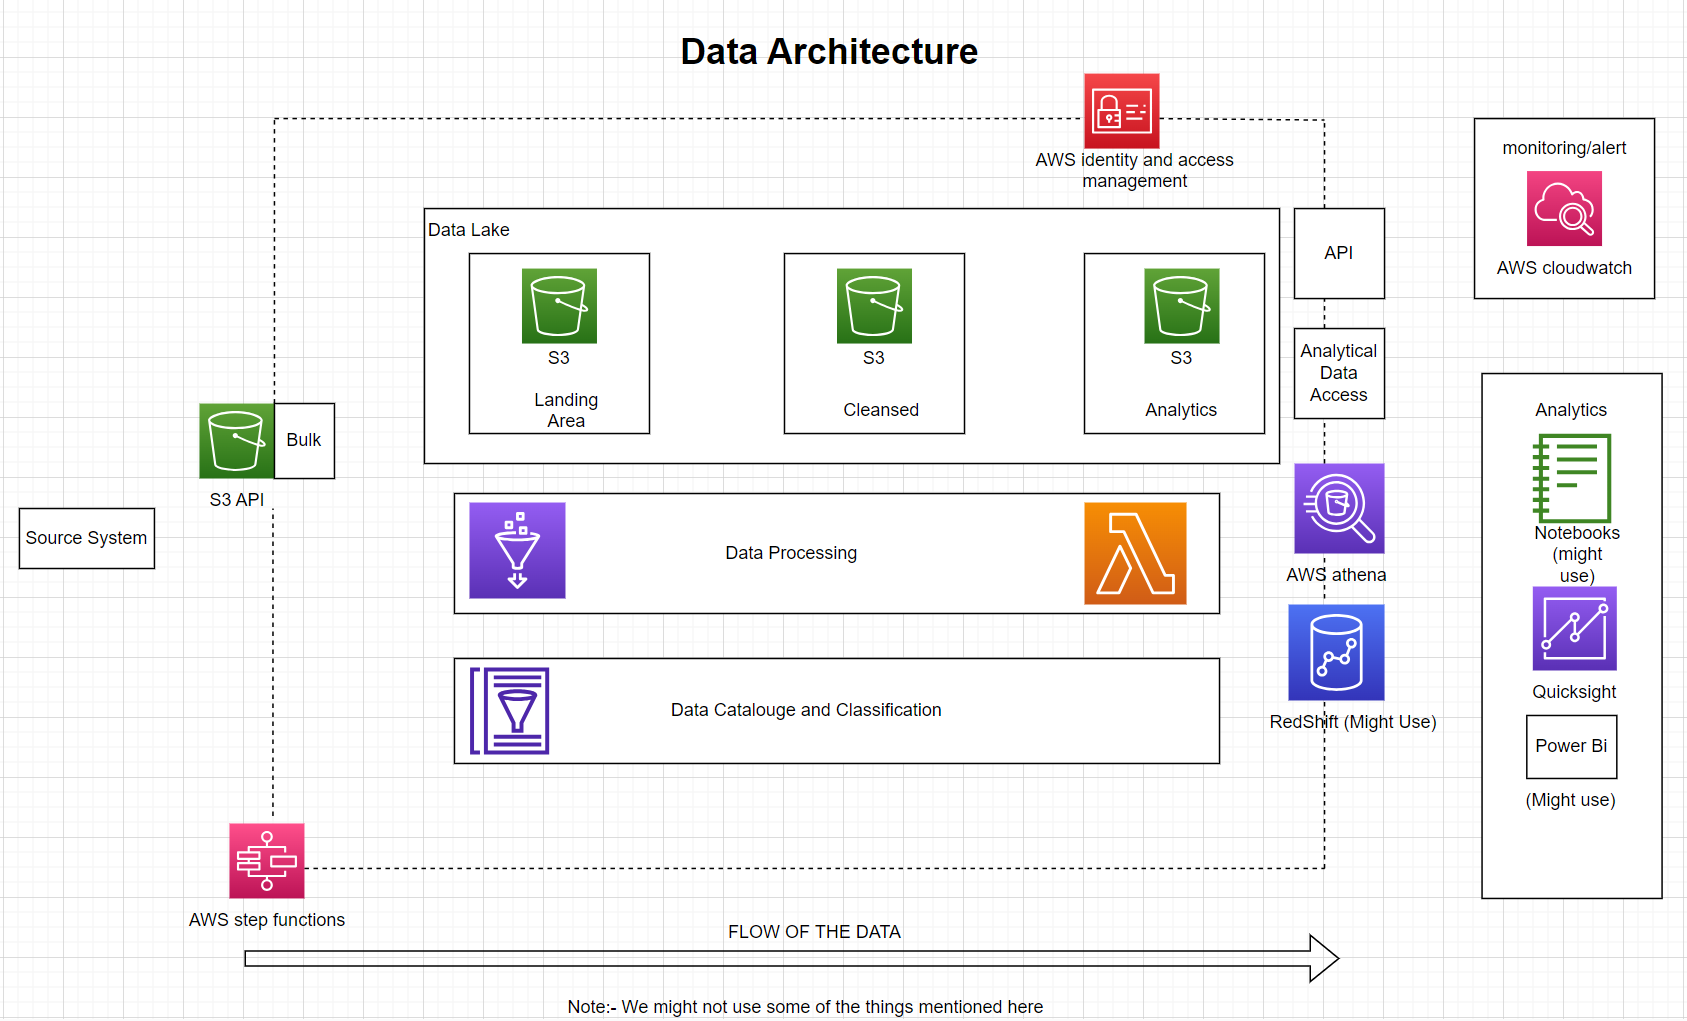 Data Architecture
AWS identity and access
management
monitoring/alert
AWS cloudwatch
Data Lake
S3
Landing
Area
S3
Cleansed
S3
Analytics
API
Analytical
Data
Access
Bulk
S3 API
Source System
Data Processing
AWS athena
RedShift (Might Use)
Data Catalouge and Classification
Analytics
Notebooks
(might
use)
Quicksight
Power Bi
(Might use)
AWS step functions
FLOW OF THE DATA
Note:- We might not use some of the things mentioned here